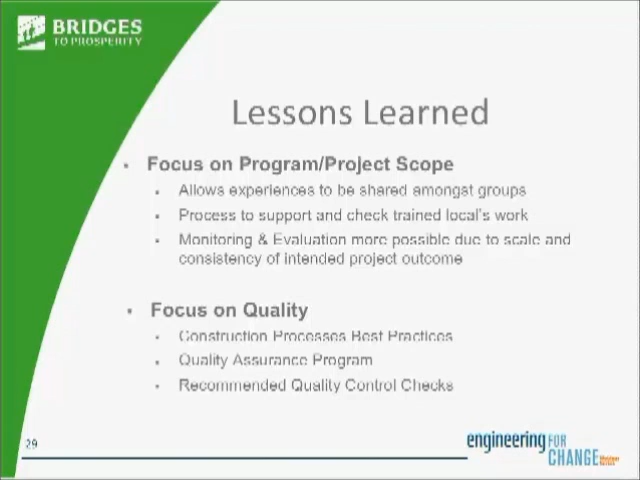 BRIDGES
TO PROSPERITY
Lessons Learned
Focus on Program/Project Scope
Allows experiences to be shared amongst groups
Process to support and check trained local's work
Monitoring & Evaluation more possible due to scale and
consistency of intended project outcome
Focus on Quality
Construction Processes Best Practices
Quality Assurance Program
Recommended Quality Control Checks
29
engineering FOR
CHANGE